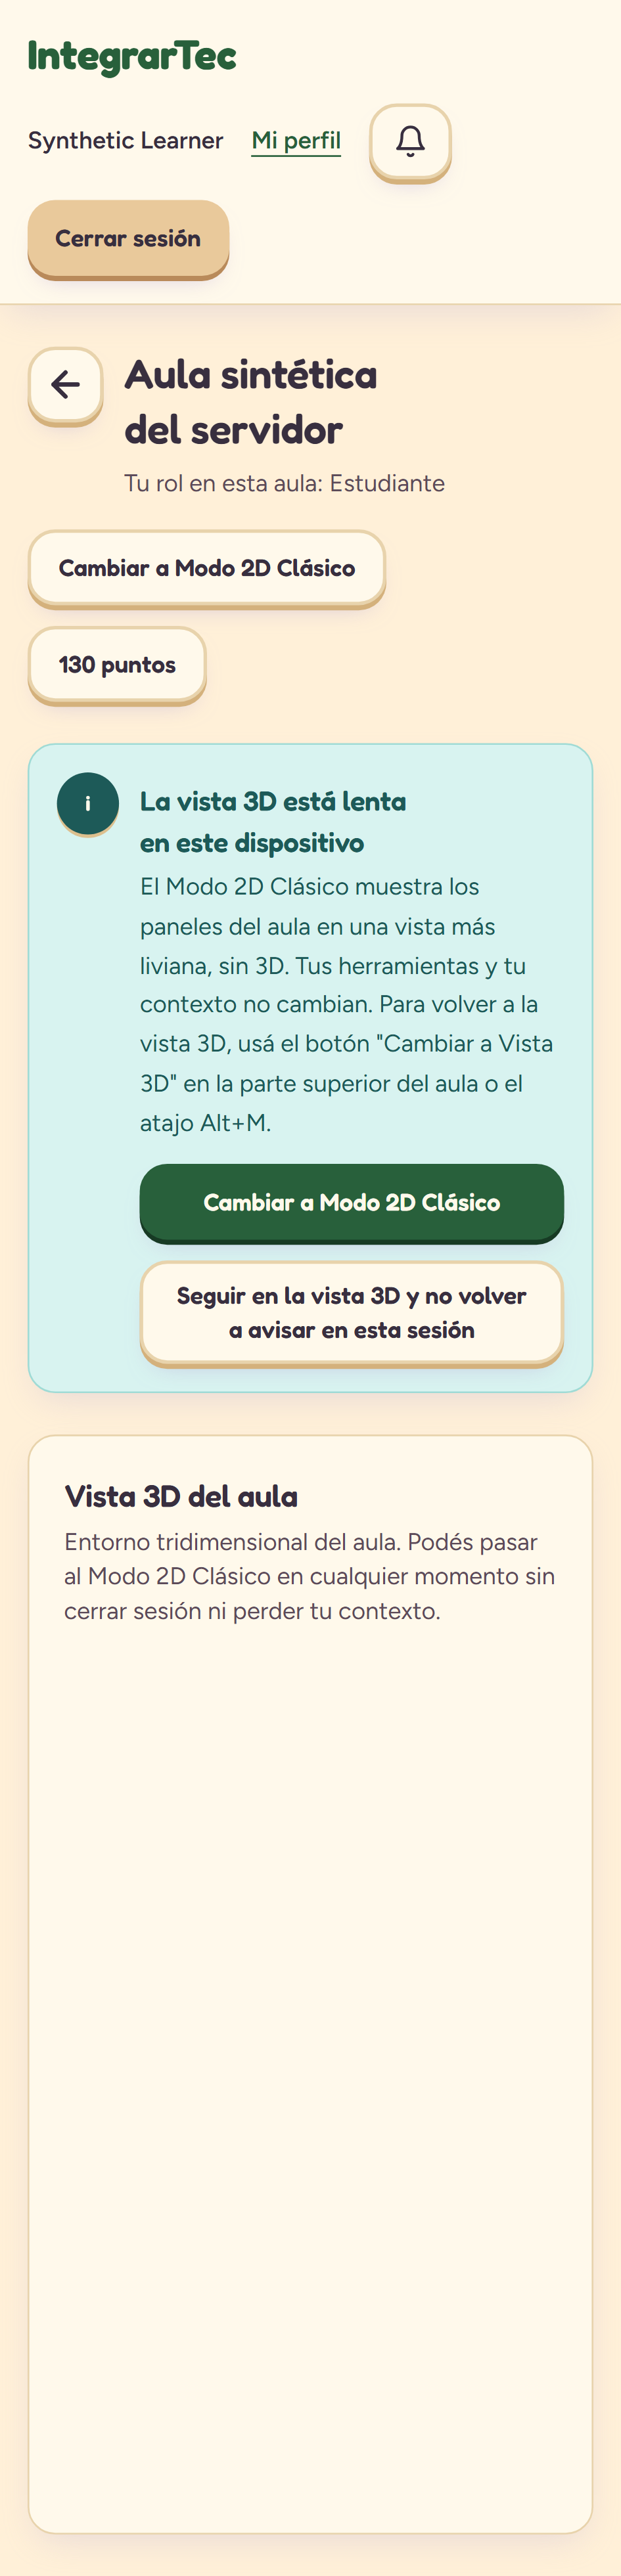 IntegrarTec
Synthetic Learner Mi perfil
Cerrar sesión
Aula sintética
del servidor
Tu rol en esta aula: Estudiante
Cambiar a Modo 2D Clásico
130 puntos
i
La vista 3D está lenta
en este dispositivo
El Modo 2D Clásico muestra los
paneles del aula en una vista más
liviana, sin 3D. Tus herramientas y tu
contexto no cambian. Para volver a la
vista 3D, usá el botón "Cambiar a Vista
3D" en la parte superior del aula o el
atajo Alt+M.
Cambiar a Modo 2D Clásico
Seguir en la vista 3D y no volver
a avisar en esta sesión
Vista 3D del aula
Entorno tridimensional del aula. Podés pasar
al Modo 2D Clásico en cualquier momento sin
cerrar sesión ni perder tu contexto.